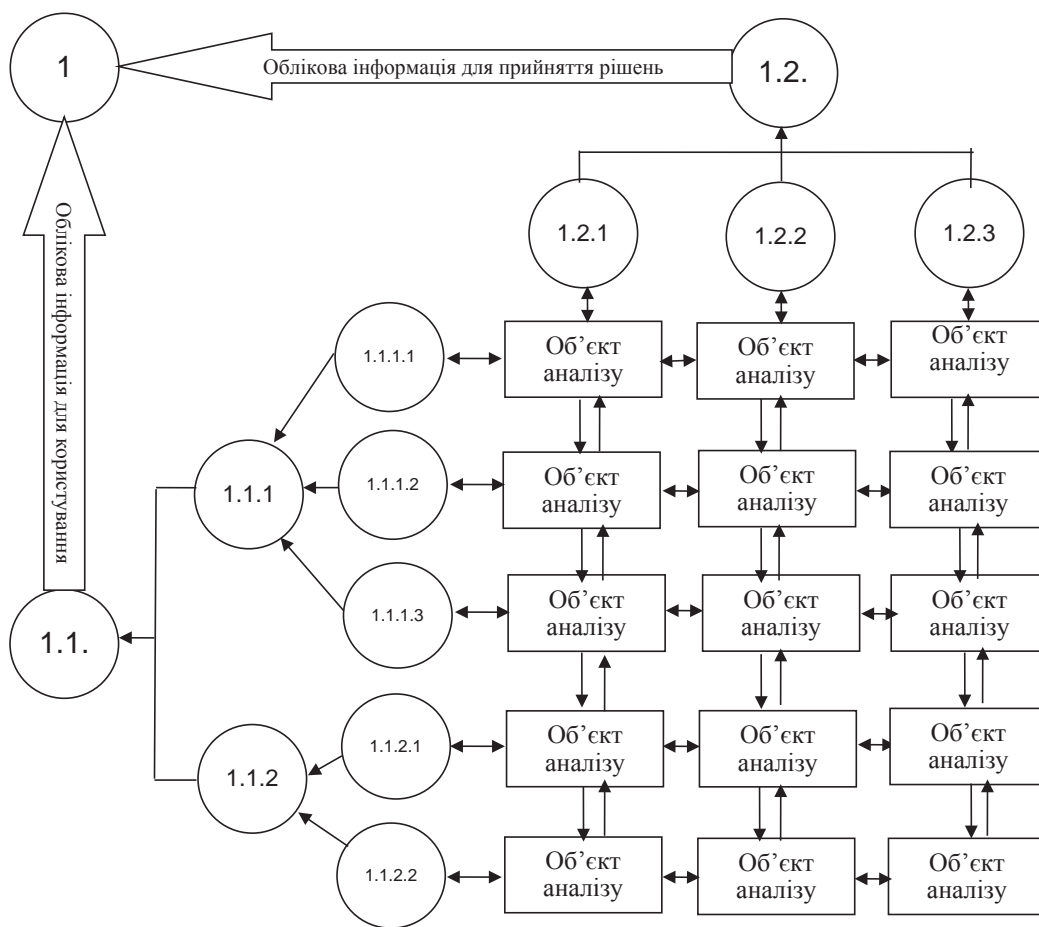 1
Облікова інформація для прийняття рішень
1.2.
Облікова інформація для користування
1.2.1
1.2.2
1.2.3
1.1.1.1
Об’єкт
аналізу
Об’єкт
аналізу
Об’єкт
аналізу
1.1.1
1.1.1.2
Об’єкт
аналізу
Об’єкт
аналізу
Об’єкт
аналізу
1.1.
1.1.1.3
Об’єкт
аналізу
Об’єкт
аналізу
Об’єкт
аналізу
1.1.2
1.1.2.1
Об’єкт
аналізу
Об’єкт
аналізу
Об’єкт
аналізу
1.1.2.2
Об’єкт
аналізу
Об’єкт
аналізу
Об’єкт
аналізу